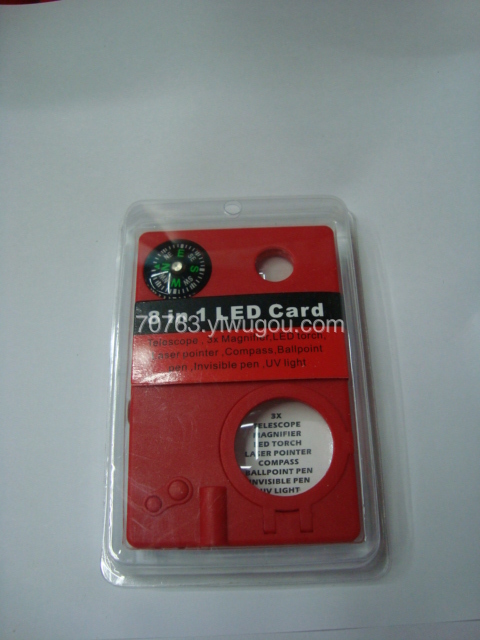 E
S
N
W
8 in 1 LED Card
70763.yiwugou.com
Telescope , 3x Magnifier,LED torch,
Laser pointer ,Compass,Ballpoint
pen ,Invisible pen ,UV light
3X
TELESCOPE
MAGNIFIER
LED TORCH
LASER POINTER
COMPASS
BALLPOINT PEN
INVISIBLE PEN
UV LIGHT